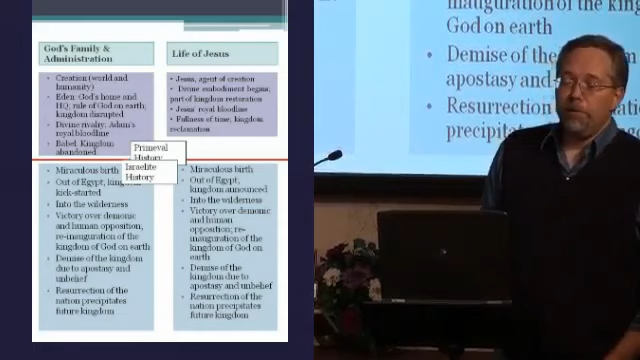 God's Family &
Administration
Creation (world and
humanity)
Eden: God's home and
HQ; rule of God on earth;
kingdom disrupted
Divine rivalry; Adam's
royal bloodline
Babel: Kingdom
abandoned
Primeval
History
Israelite
History
Miraculous birth
Out of Egypt;
kick-started
Into the wilderness
Victory over demonic
and human opposition;
re-inauguration of the
kingdom of God on earth
Demise of the kingdom
due to apostasy and
unbelief
Resurrection of the
nation precipitates
future kingdom
Life of Jesus
Jesus, agent of creation
Divine embodiment begins;
part of kingdom restoration
Jesus' royal bloodline
Fullness of time; kingdom
reclamation
Miraculous birth
Out of Egypt;
kingdom announced
Into the wilderness
Victory over demonic
and human
opposition; re-
inauguration of the
kingdom of God on
earth
Demise of the
kingdom due to
apostasy and unbelief
Resurrection of the
nation precipitates
future kingdom
inauguration of the
God on earth
Demise of the
apostasy and
Resurrection
precipitates